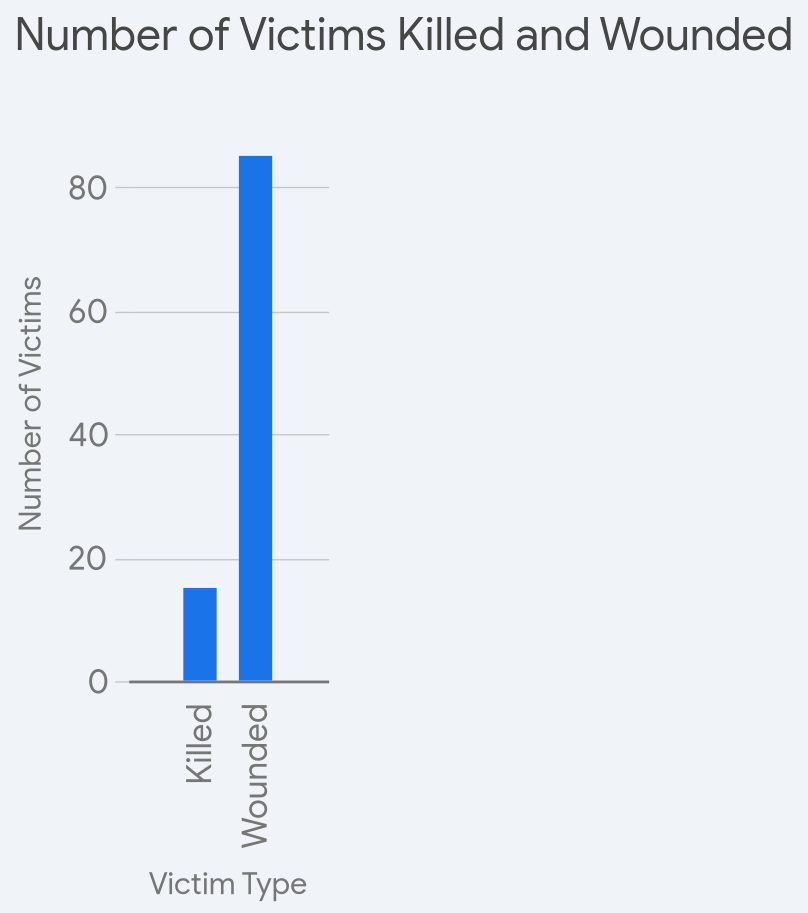 Number of Victims Killed and Wounded
Number of Victims
80
60
40
20
0
Killed
Wounded
Victim Type